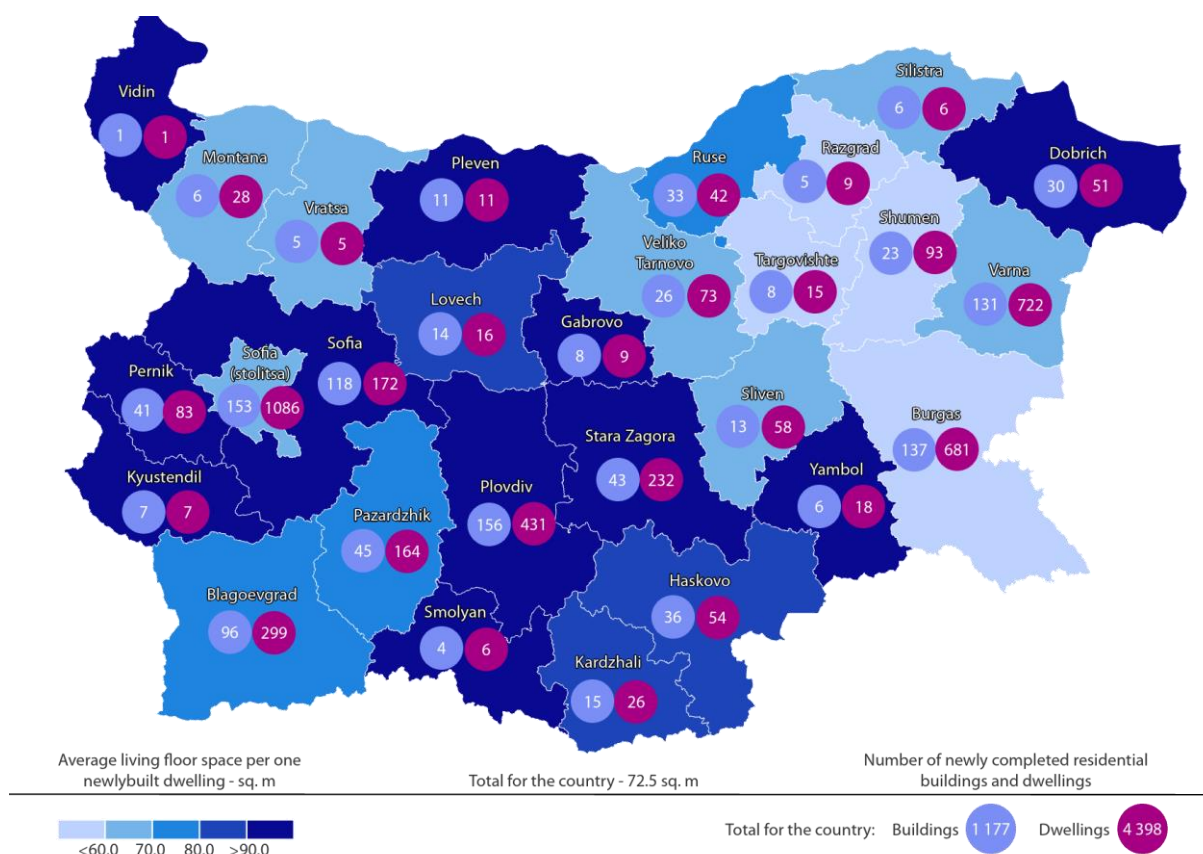 Vidin
1 1
Montana
6 28
Vratsa
5 5
Pleven
11 11
Lovech
14 16
Veliko
Tarnovo
26 73
Gabrovo
8 9
Ruse
33 42
Razgrad
5 9
Silistra
6 6
Dobrich
30 51
Shumen
23 93
Targovishte
8 15
Varna
131 722
Sofia
118 172
Sofia
(stolitsa)
153 1086
Pernik
41 83
Kyustendil
7 7
Blagoevgrad
96 299
Pazardzhik
45 164
Plovdiv
156 431
Smolyan
4 6
Stara Zagora
43 232
Sliven
13 58
Yambol
6 18
Burgas
137 681
Haskovo
36 54
Kardzhali
15 26
Average living floor space per one
newlybuilt dwelling - sq. m
Total for the country - 72.5 sq. m
Number of newly completed residential
buildings and dwellings
<60.0 70.0 80.0 >90.0
Total for the country: Buildings 1 177 Dwellings 4 398